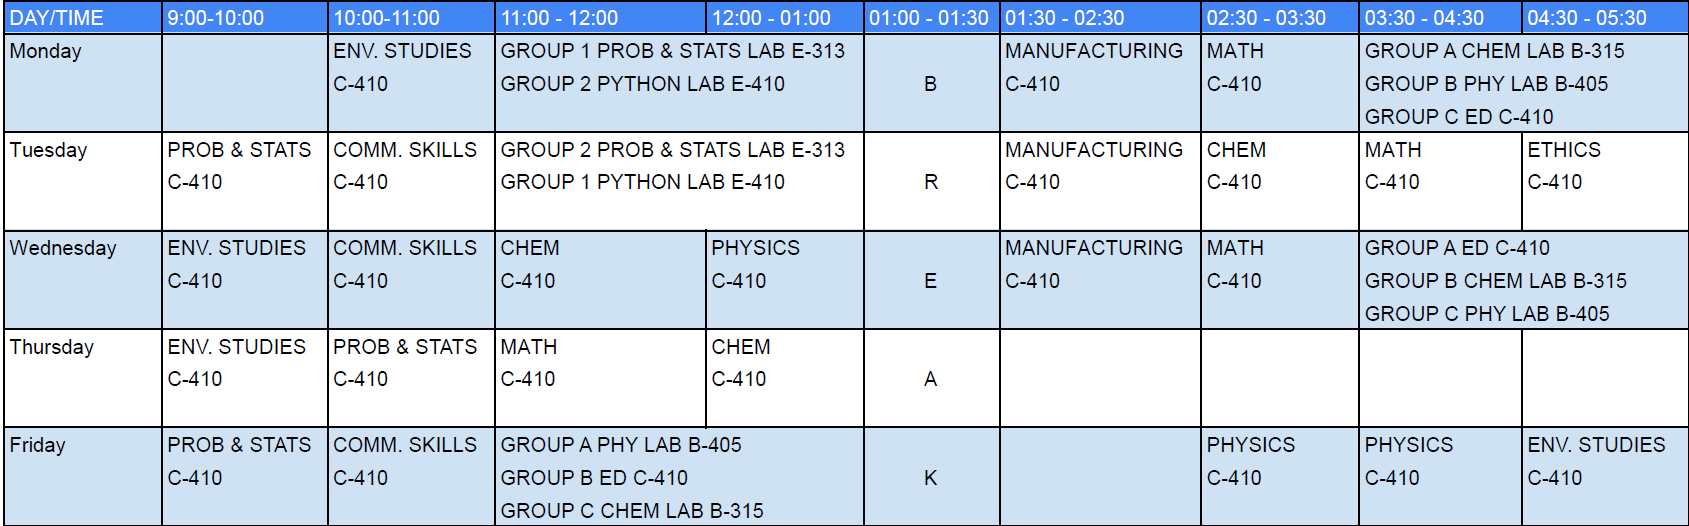 DAY/TIME 9:00-10:00 10:00-11:00 11:00 - 12:00 12:00 - 01:00 01:00 - 01:30 01:30 - 02:30 02:30 - 03:30 03:30 - 04:30 04:30 - 05:30
Monday ENV. STUDIES GROUP 1 PROB & STATS LAB E-313 MANUFACTURING MATH GROUP A CHEM LAB B-315
C-410 GROUP 2 PYTHON LAB E-410 B C-410 C-410 GROUP B PHY LAB B-405
GROUP C ED C-410
Tuesday PROB & STATS COMM. SKILLS GROUP 2 PROB & STATS LAB E-313 MANUFACTURING CHEM MATH ETHICS
C-410 C-410 GROUP 1 PYTHON LAB E-410 R C-410 C-410 C-410 C-410
Wednesday ENV. STUDIES COMM. SKILLS CHEM PHYSICS MANUFACTURING MATH GROUP A ED C-410
C-410 C-410 C-410 C-410 E C-410 C-410 GROUP B CHEM LAB B-315
GROUP C PHY LAB B-405
Thursday ENV. STUDIES PROB & STATS MATH CHEM
C-410 C-410 C-410 C-410 A
Friday PROB & STATS COMM. SKILLS GROUP A PHY LAB B-405 PHYSICS PHYSICS ENV. STUDIES
C-410 C-410 GROUP B ED C-410 K C-410 C-410 C-410
GROUP C CHEM LAB B-315